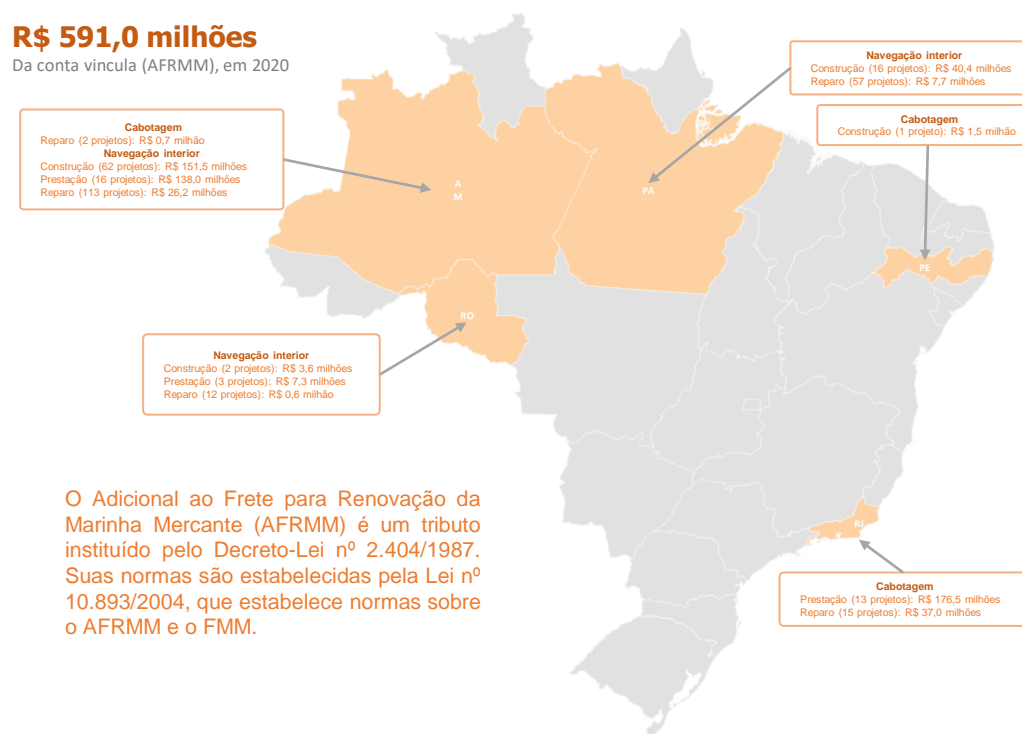 R$ 591,0 milhões
Da conta vincula (AFRMM), em 2020
Navegação interior
Construção (16 projetos): R$ 40,4 milhões
Reparo (57 projetos): R$ 7,7 milhões
Cabotagem
Construção (1 projeto): R$ 1,5 milhão
Cabotagem
Reparo (2 projetos): R$ 0,7 milhão
Navegação interior
Construção (62 projetos): R$ 151,5 milhões
Prestação (16 projetos): R$ 138,0 milhões
Reparo (113 projetos): R$ 26,2 milhões
A
M
PA
PE
RO
Navegação interior
Construção (2 projetos): R$ 3,6 milhões
Prestação (3 projetos): R$ 7,3 milhões
Reparo (12 projetos): R$ 0,6 milhão
O Adicional ao Frete para Renovação da
Marinha Mercante (AFRMM) é um tributo
instituído pelo Decreto-Lei nº 2.404/1987.
Suas normas são estabelecidas pela Lei nº
10.893/2004, que estabelece normas sobre
o AFRMM e o FMM.
RJ
Cabotagem
Prestação (13 projetos): R$ 176,5 milhões
Reparo (15 projetos): R$ 37,0 milhões